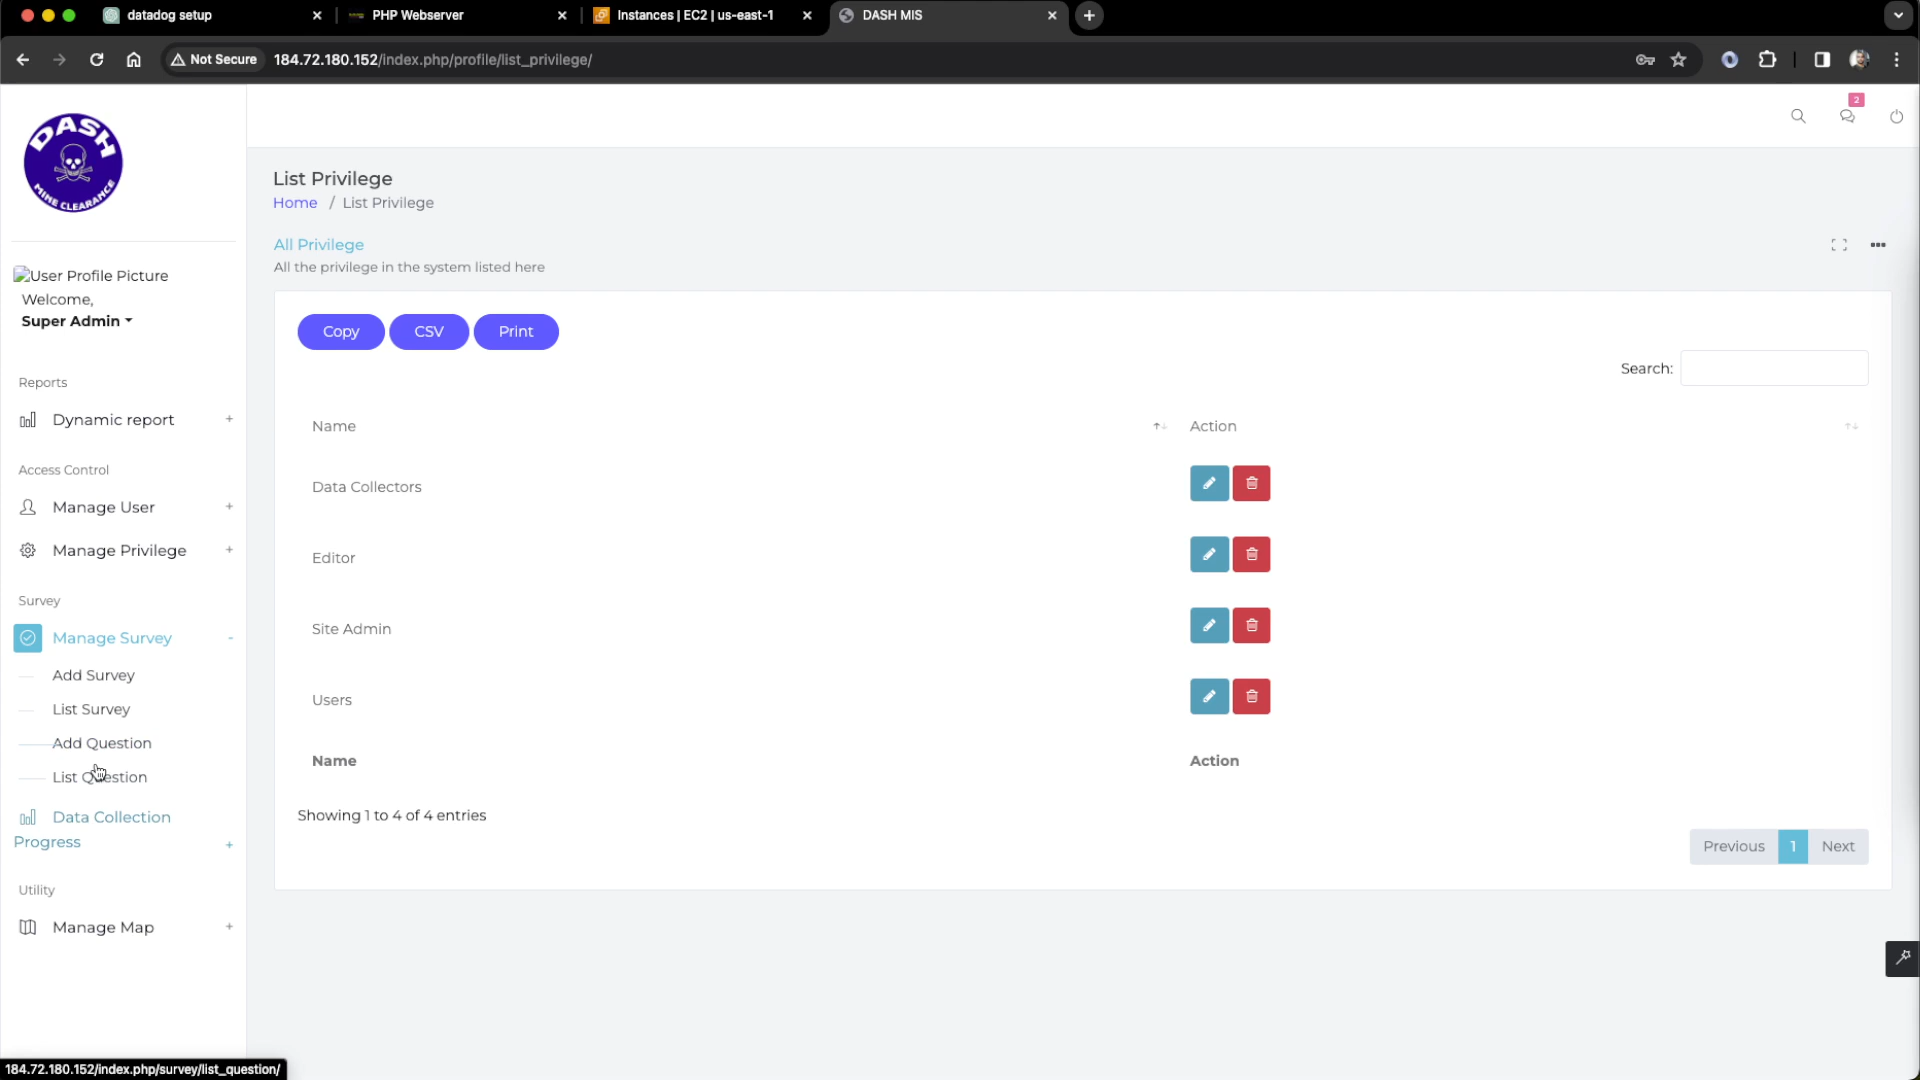 datadog setup
PHP Webserver
Instances | EC2 | us-east-1
DASH MIS
Not Secure
184.72.180.152/index.php/profile/list_privilege/
DASH
MINE CLEARANCE
2
List Privilege
Home / List Privilege
User Profile Picture
Welcome,
Super Admin
Reports
Dynamic report +
Access Control
Manage User +
Manage Privilege +
Survey
Manage Survey -
Add Survey
List Survey
Add Question
List Question
Data Collection
Progress +
Utility
Manage Map +
All Privilege
All the privilege in the system listed here
Copy CSV Print
Search:
Name Action
Data Collectors
Editor
Site Admin
Users
Name Action
Showing 1 to 4 of 4 entries
Previous 1 Next
184.72.180.152/index.php/survey/list_question/